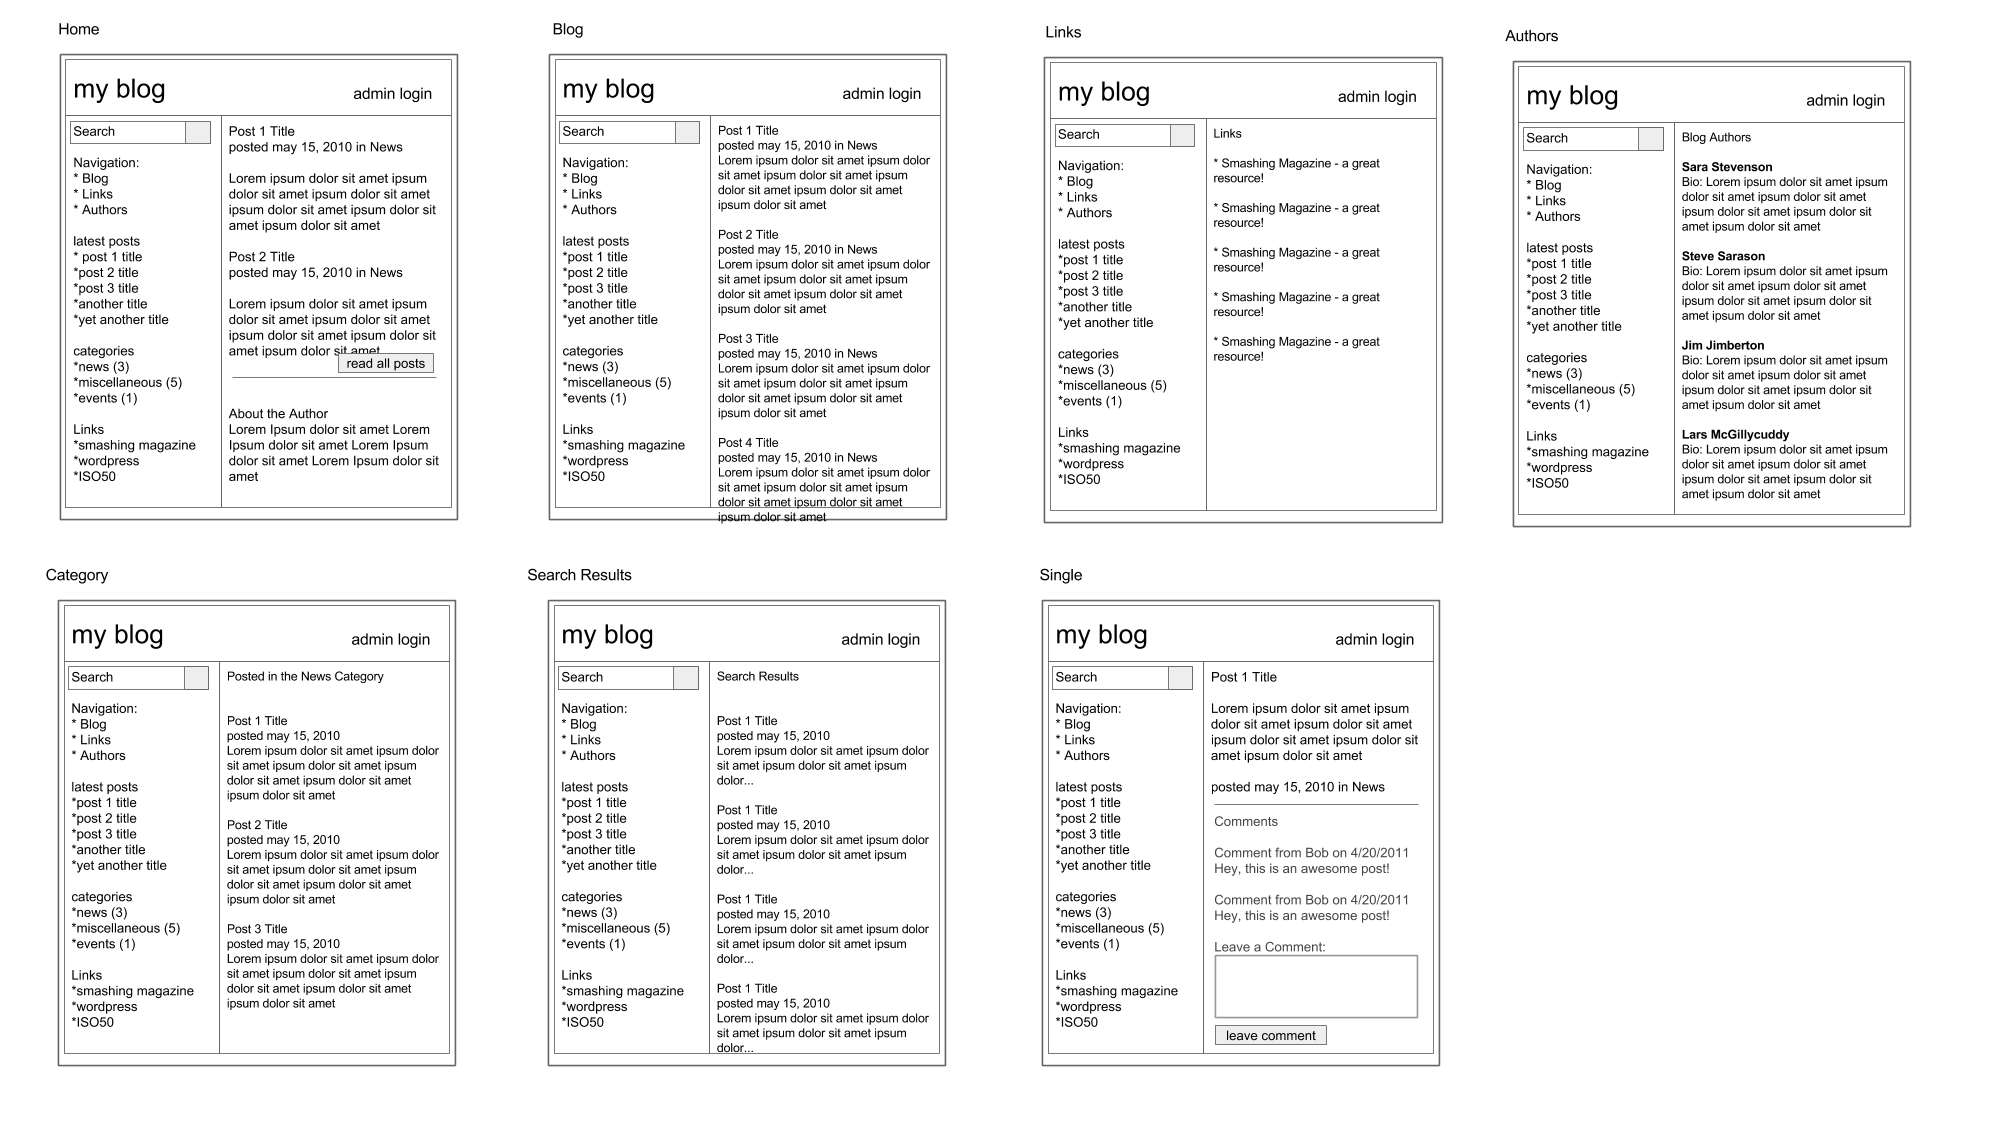 Home
my blog
admin login
Search
Navigation:
* Blog
* Links
* Authors
latest posts
* post 1 title
*post 2 title
*post 3 title
*another title
*yet another title
categories
*news (3)
*miscellaneous (5)
*events (1)
Links
*smashing magazine
*wordpress
*ISO50
Post 1 Title
posted may 15, 2010 in News
Lorem ipsum dolor sit amet ipsum
dolor sit amet ipsum dolor sit amet
ipsum dolor sit amet ipsum dolor sit
amet ipsum dolor sit amet
Post 2 Title
posted may 15, 2010 in News
Lorem ipsum dolor sit amet ipsum
dolor sit amet ipsum dolor sit amet
ipsum dolor sit amet ipsum dolor sit
amet ipsum dolor sit amet
read all posts
About the Author
Lorem Ipsum dolor sit amet Lorem
Ipsum dolor sit amet Lorem Ipsum
dolor sit amet Lorem Ipsum dolor sit
amet
Blog
my blog
admin login
Search
Navigation:
* Blog
* Links
* Authors
latest posts
*post 1 title
*post 2 title
*post 3 title
*another title
*yet another title
categories
*news (3)
*miscellaneous (5)
*events (1)
Links
*smashing magazine
*wordpress
*ISO50
Post 1 Title
posted may 15, 2010 in News
Lorem ipsum dolor sit amet ipsum dolor
sit amet ipsum dolor sit amet ipsum
dolor sit amet ipsum dolor sit amet
ipsum dolor sit amet
Post 2 Title
posted may 15, 2010 in News
Lorem ipsum dolor sit amet ipsum dolor
sit amet ipsum dolor sit amet ipsum
dolor sit amet ipsum dolor sit amet
ipsum dolor sit amet
Post 3 Title
posted may 15, 2010 in News
Lorem ipsum dolor sit amet ipsum dolor
sit amet ipsum dolor sit amet ipsum
dolor sit amet ipsum dolor sit amet
ipsum dolor sit amet
Post 4 Title
posted may 15, 2010 in News
Lorem ipsum dolor sit amet ipsum dolor
sit amet ipsum dolor sit amet ipsum
dolor sit amet ipsum dolor sit amet
ipsum dolor sit amet
Links
my blog
admin login
Search
Navigation:
* Blog
* Links
* Authors
latest posts
*post 1 title
*post 2 title
*post 3 title
*another title
*yet another title
categories
*news (3)
*miscellaneous (5)
*events (1)
Links
*smashing magazine
*wordpress
*ISO50
Links
* Smashing Magazine - a great
resource!
* Smashing Magazine - a great
resource!
* Smashing Magazine - a great
resource!
* Smashing Magazine - a great
resource!
* Smashing Magazine - a great
resource!
Authors
my blog
admin login
Search
Navigation:
* Blog
* Links
* Authors
latest posts
*post 1 title
*post 2 title
*post 3 title
*another title
*yet another title
categories
*news (3)
*miscellaneous (5)
*events (1)
Links
*smashing magazine
*wordpress
*ISO50
Blog Authors
Sara Stevenson
Bio: Lorem ipsum dolor sit amet ipsum
dolor sit amet ipsum dolor sit amet
ipsum dolor sit amet ipsum dolor sit
amet ipsum dolor sit amet
Steve Sarason
Bio: Lorem ipsum dolor sit amet ipsum
dolor sit amet ipsum dolor sit amet
ipsum dolor sit amet ipsum dolor sit
amet ipsum dolor sit amet
Jim Jimberton
Bio: Lorem ipsum dolor sit amet ipsum
dolor sit amet ipsum dolor sit amet
ipsum dolor sit amet ipsum dolor sit
amet ipsum dolor sit amet
Lars McGillycuddy
Bio: Lorem ipsum dolor sit amet ipsum
dolor sit amet ipsum dolor sit amet
ipsum dolor sit amet ipsum dolor sit
amet ipsum dolor sit amet
Category
my blog
admin login
Search
Navigation:
* Blog
* Links
* Authors
latest posts
*post 1 title
*post 2 title
*post 3 title
*another title
*yet another title
categories
*news (3)
*miscellaneous (5)
*events (1)
Links
*smashing magazine
*wordpress
*ISO50
Posted in the News Category
Post 1 Title
posted may 15, 2010
Lorem ipsum dolor sit amet ipsum dolor
sit amet ipsum dolor sit amet ipsum
dolor sit amet ipsum dolor sit amet
ipsum dolor sit amet
Post 2 Title
posted may 15, 2010
Lorem ipsum dolor sit amet ipsum dolor
sit amet ipsum dolor sit amet ipsum
dolor sit amet ipsum dolor sit amet
ipsum dolor sit amet
Post 3 Title
posted may 15, 2010
Lorem ipsum dolor sit amet ipsum dolor
sit amet ipsum dolor sit amet ipsum
dolor sit amet ipsum dolor sit amet
ipsum dolor sit amet
Search Results
my blog
admin login
Search
Navigation:
* Blog
* Links
* Authors
latest posts
*post 1 title
*post 2 title
*post 3 title
*another title
*yet another title
categories
*news (3)
*miscellaneous (5)
*events (1)
Links
*smashing magazine
*wordpress
*ISO50
Search Results
Post 1 Title
posted may 15, 2010
Lorem ipsum dolor sit amet ipsum dolor
sit amet ipsum dolor sit amet ipsum
dolor...
Post 1 Title
posted may 15, 2010
Lorem ipsum dolor sit amet ipsum dolor
sit amet ipsum dolor sit amet ipsum
dolor...
Post 1 Title
posted may 15, 2010
Lorem ipsum dolor sit amet ipsum dolor
sit amet ipsum dolor sit amet ipsum
dolor...
Post 1 Title
posted may 15, 2010
Lorem ipsum dolor sit amet ipsum dolor
sit amet ipsum dolor sit amet ipsum
dolor...
Single
my blog
admin login
Search
Navigation:
* Blog
* Links
* Authors
latest posts
*post 1 title
*post 2 title
*post 3 title
*another title
*yet another title
categories
*news (3)
*miscellaneous (5)
*events (1)
Links
*smashing magazine
*wordpress
*ISO50
Post 1 Title
Lorem ipsum dolor sit amet ipsum
dolor sit amet ipsum dolor sit amet
ipsum dolor sit amet ipsum dolor sit
amet ipsum dolor sit amet
posted may 15, 2010 in News
Comments
Comment from Bob on 4/20/2011
Hey, this is an awesome post!
Comment from Bob on 4/20/2011
Hey, this is an awesome post!
Leave a Comment:
leave comment